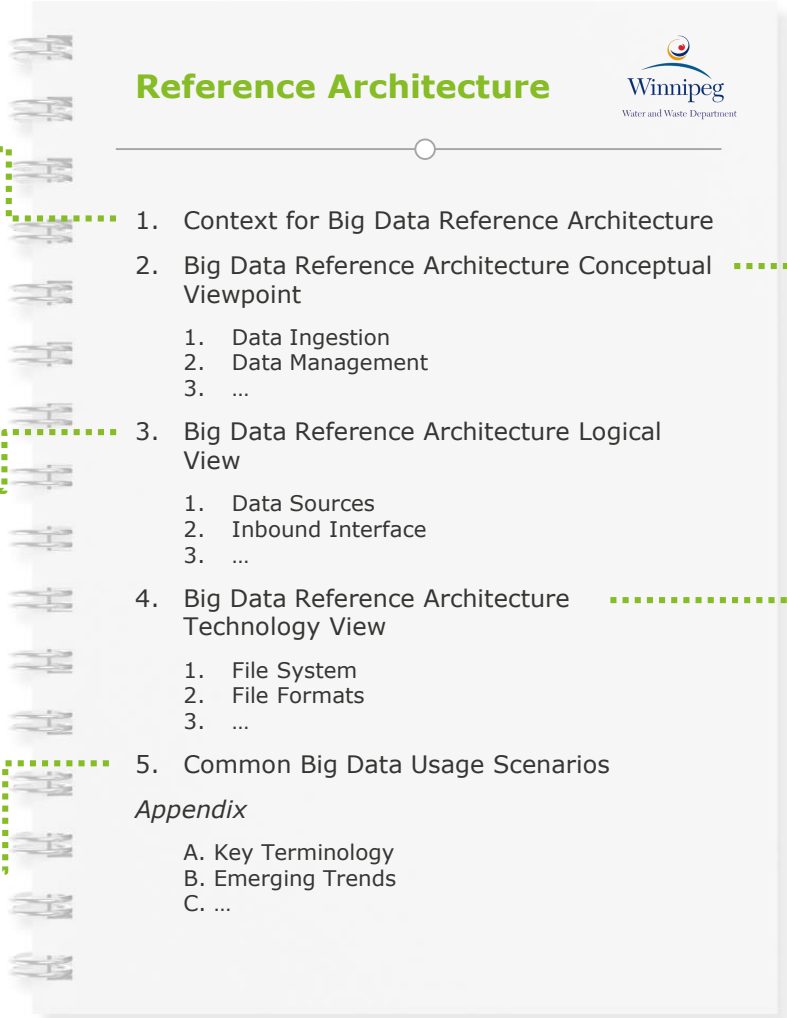 Reference Architecture
Winnipeg
Water and Waste Department
1. Context for Big Data Reference Architecture
2. Big Data Reference Architecture Conceptual
Viewpoint
1. Data Ingestion
2. Data Management
3. …
3. Big Data Reference Architecture Logical
View
1. Data Sources
2. Inbound Interface
3. …
4. Big Data Reference Architecture
Technology View
1. File System
2. File Formats
3. …
5. Common Big Data Usage Scenarios
Appendix
A. Key Terminology
B. Emerging Trends
C. …